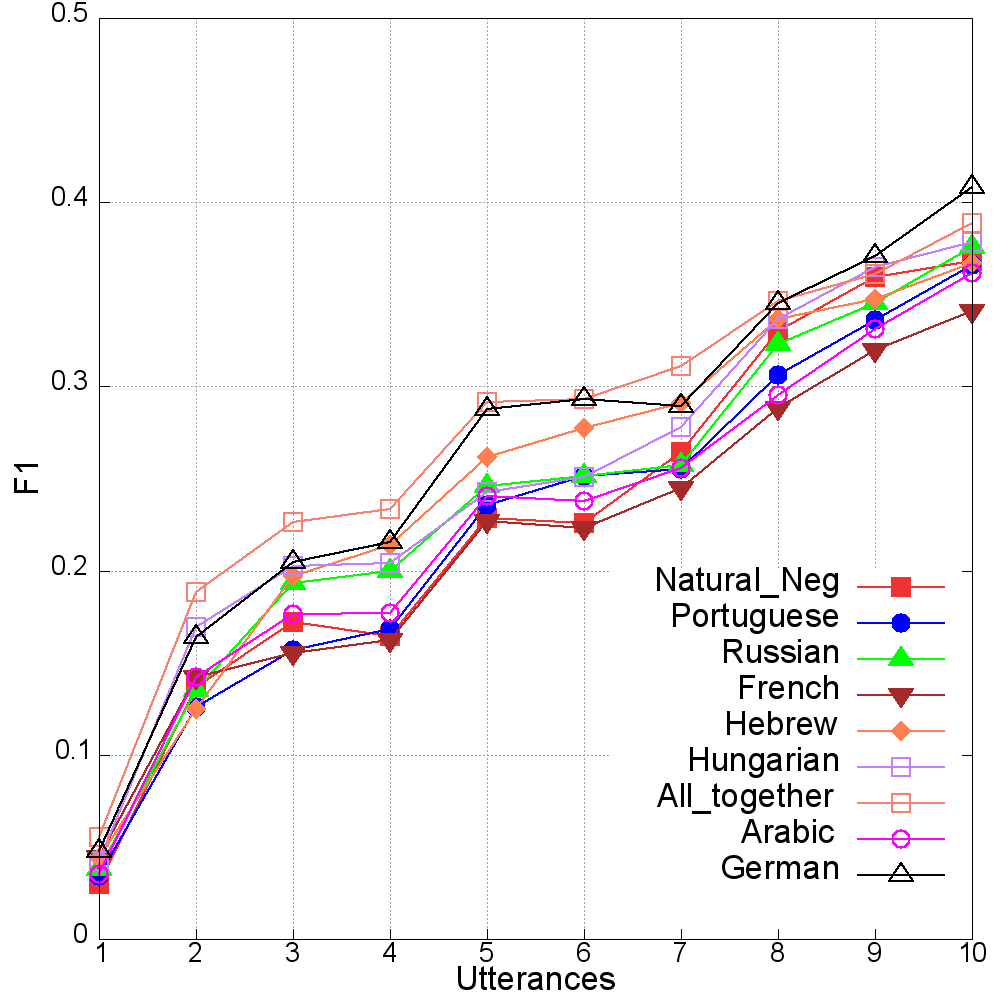 0.5
0.4
0.3
0.2
0.1
0
F1
1 2 3 4 5 6 7 8 9 10
Utterances
Natural_Neg
Portuguese
Russian
French
Hebrew
Hungarian
All_together
Arabic
German